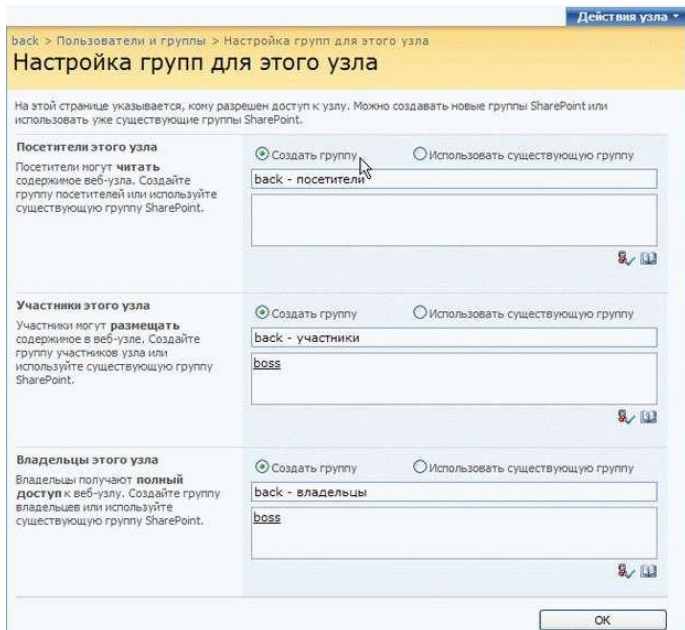 Действия узла
back > Пользователи и группы > Настройка групп для этого узла
Настройка групп для этого узла
На этой странице указывается, кому разрешен доступ к узлу. Можно создавать новые группы SharePoint или
использовать уже существующие группы SharePoint.
Посетители этого узла
Посетители могут читать
содержимое веб-узла. Создайте
группу посетителей или используйте
существующую группу SharePoint.
Создать группу
Использовать существующую группу
back - посетители
Участники этого узла
Участники могут размещать
содержимое в веб-узле. Создайте
группу участников узла или
используйте существующую группу
SharePoint.
Создать группу
Использовать существующую группу
back - участники
boss
Владельцы этого узла
Владельцы получают полный
доступ к веб-узлу. Создайте группу
владельцев или используйте
существующую группу SharePoint.
Создать группу
Использовать существующую группу
back - владельцы
boss
ОК